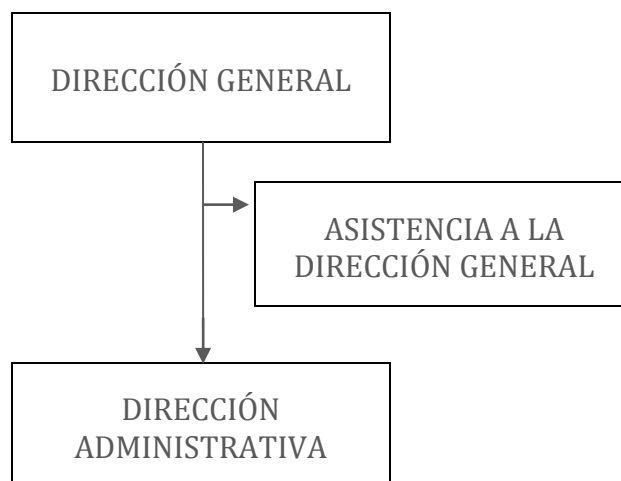 DIRECCIÓN GENERAL
ASISTENCIA A LA
DIRECCIÓN GENERAL
DIRECCIÓN
ADMINISTRATIVA